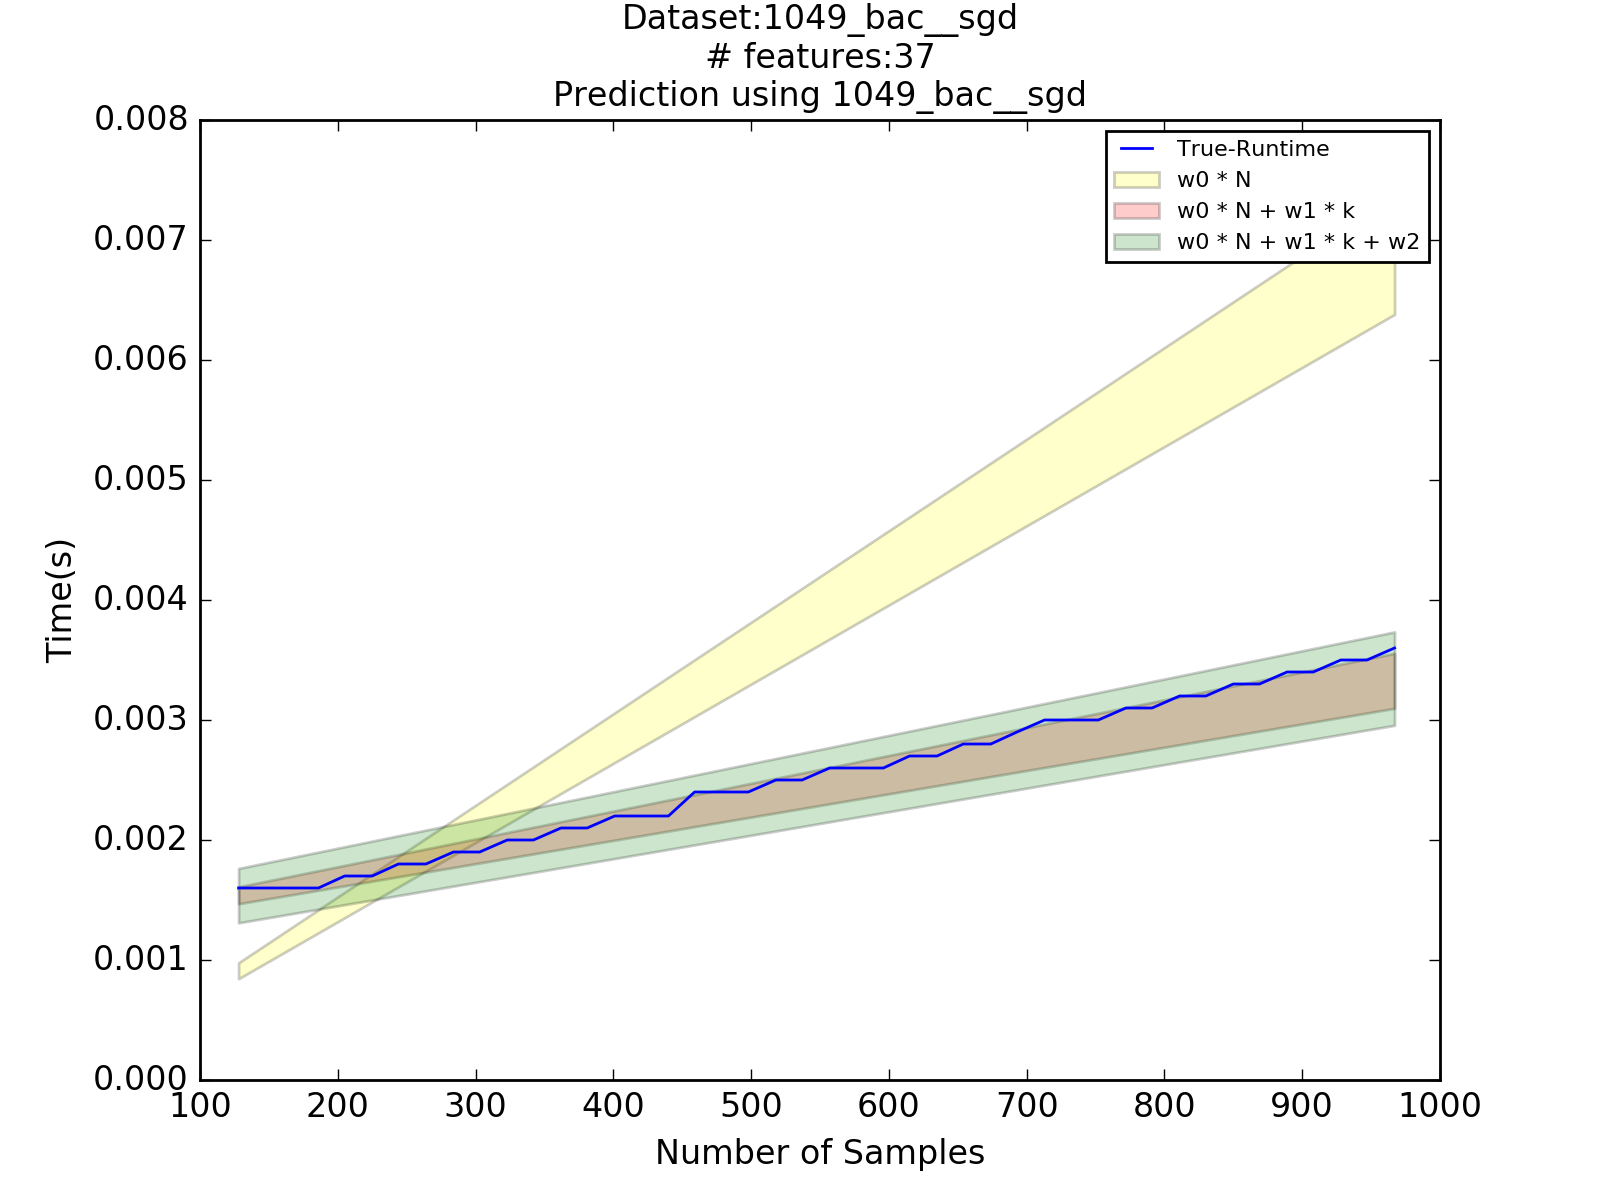 Dataset:1049_bac__sgd
# features:37
Prediction using 1049_bac__sgd
0.008
0.007
0.006
0.005
0.004
0.003
0.002
0.001
0.000
Time(s)
True-Runtime
w0 * N
w0 * N + w1 * k
w0 * N + w1 * k + w2
100 200 300 400 500 600 700 800 900 1000
Number of Samples